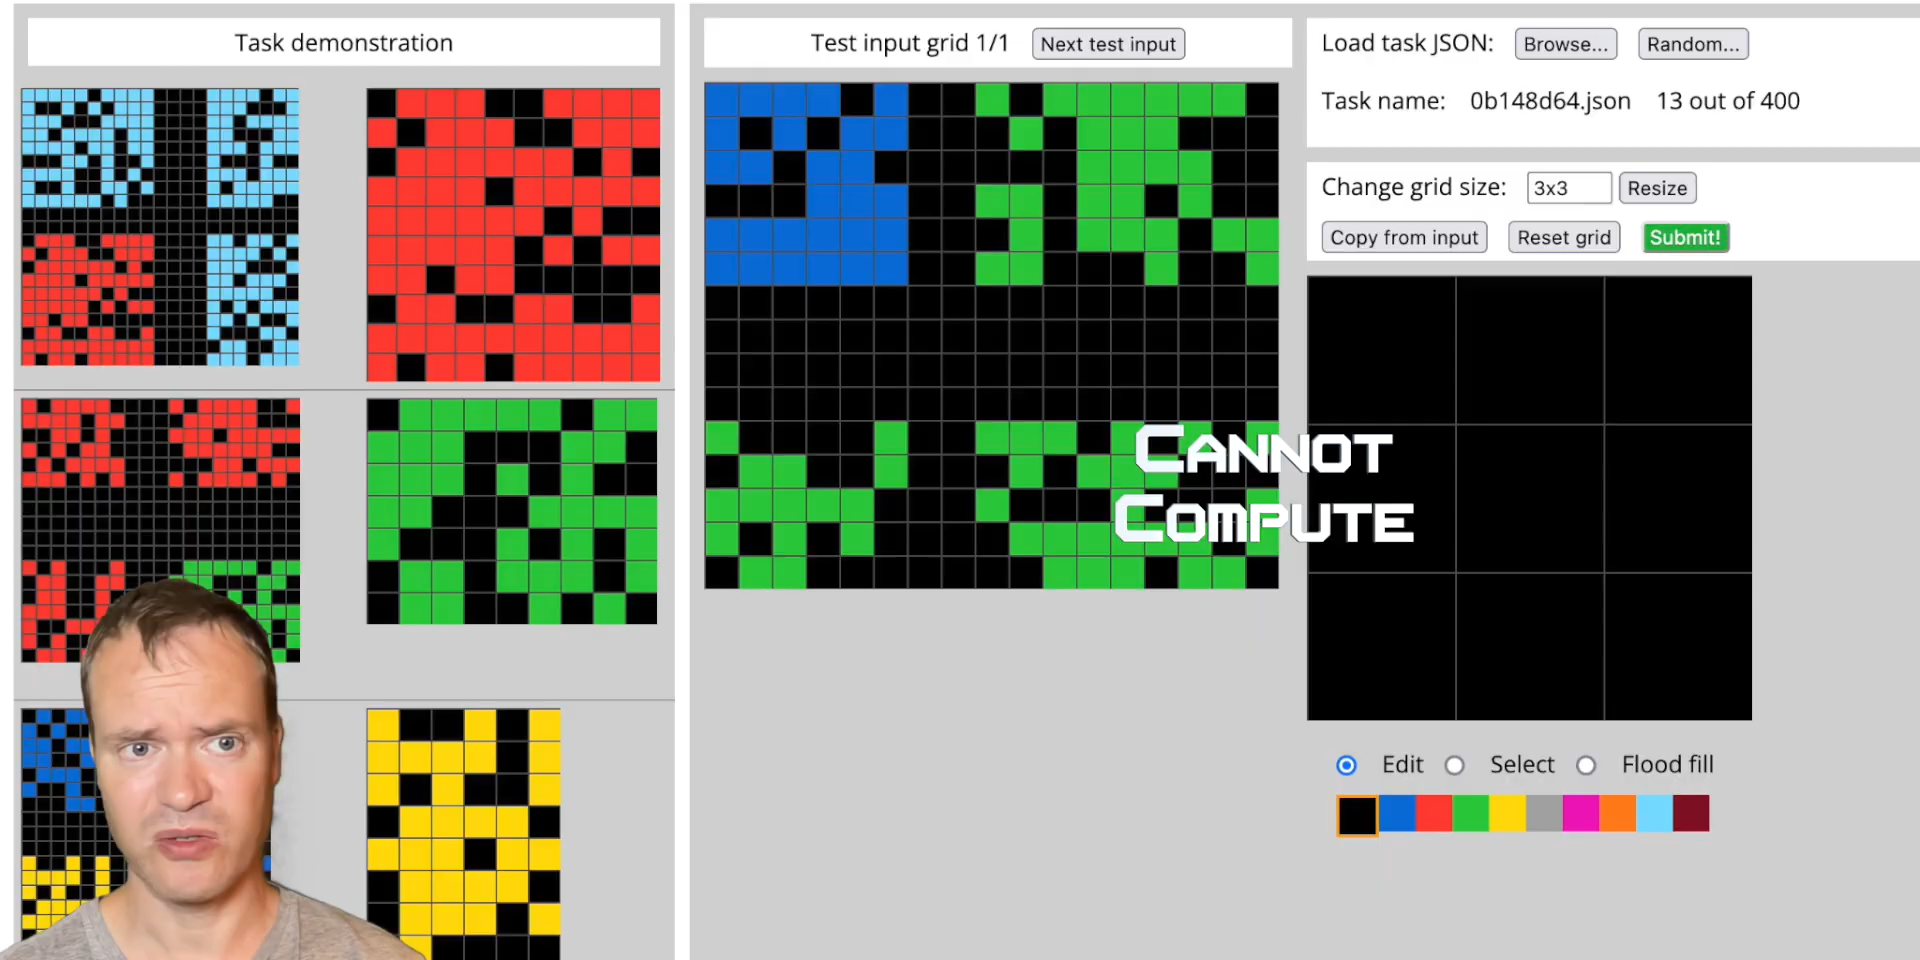 Task demonstration
Test input grid 1/1 Next test input
Load task JSON: Browse... Random...
Task name: 0b148d64.json 13 out of 400
Change grid size: 3x3 Resize
Copy from input Reset grid Submit!
CANNOT
COMPUTE
Edit Select Flood fill